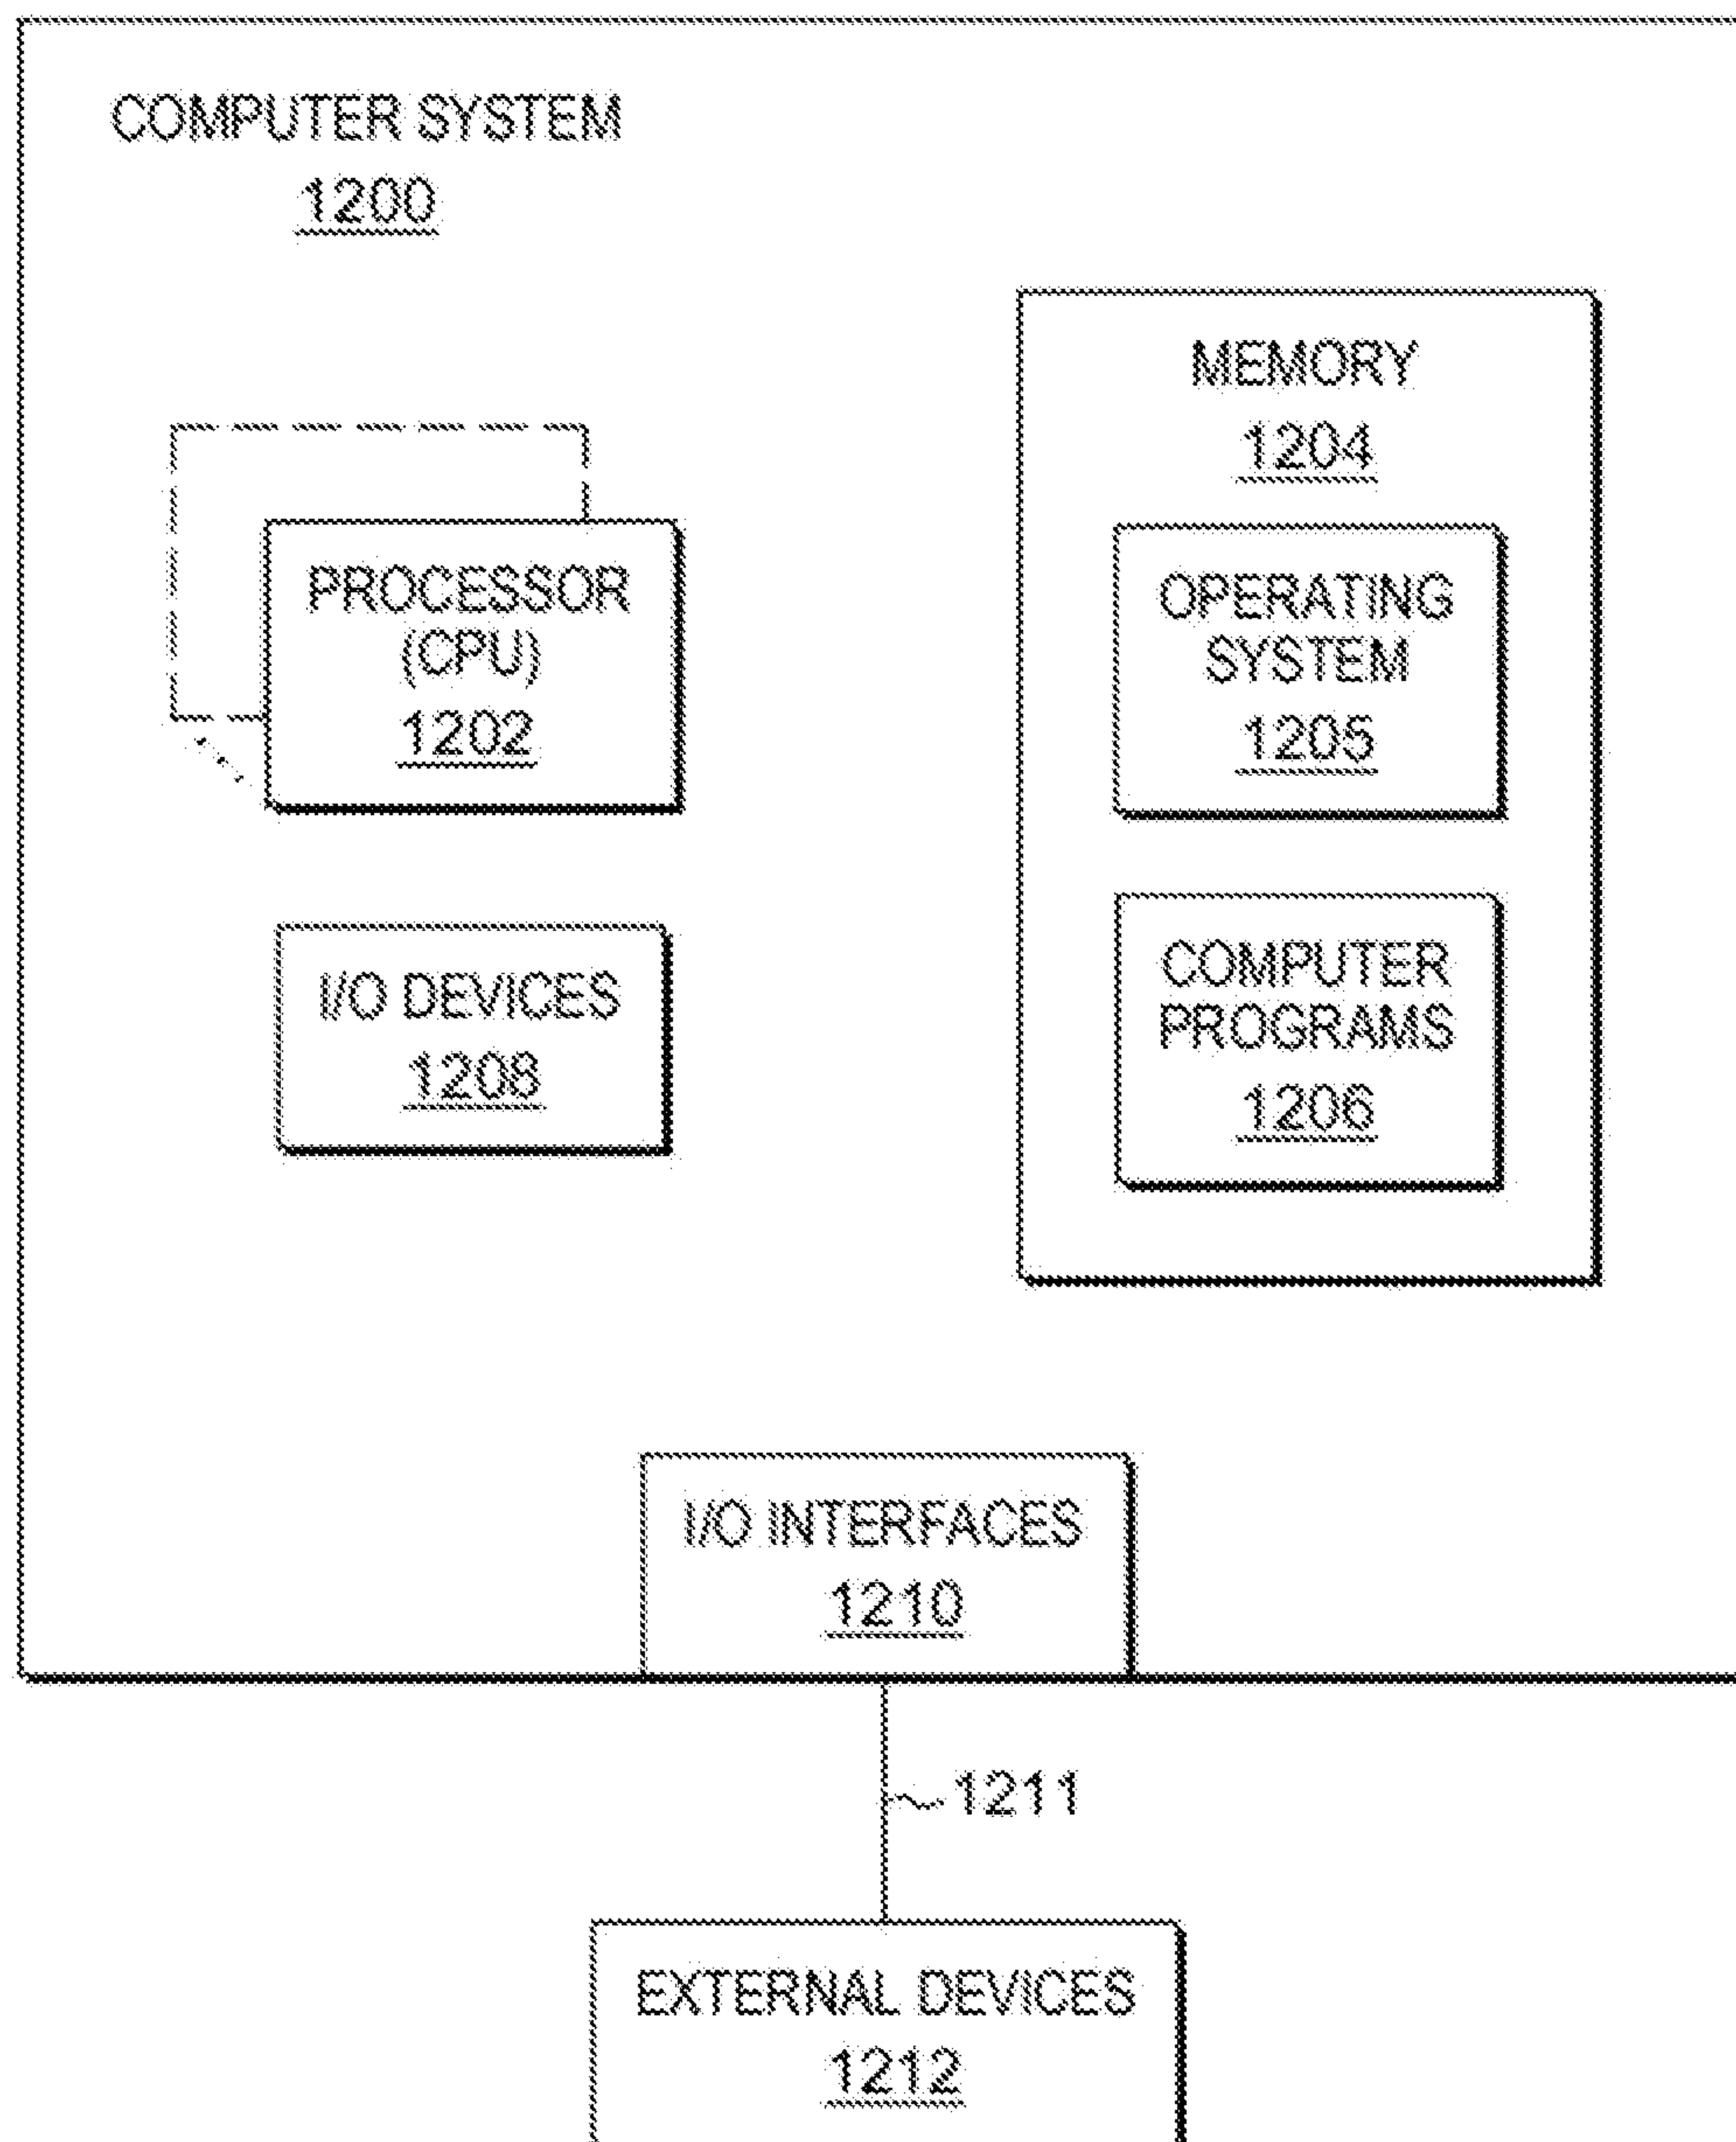 COMPUTER SYSTEM
1200
MEMORY
1204
PROCESSOR
(CPU)
1202
OPERATING
SYSTEM
1205
I/O DEVICES
1208
COMPUTER
PROGRAMS
1206
I/O INTERFACES
1210
1211
EXTERNAL DEVICES
1212